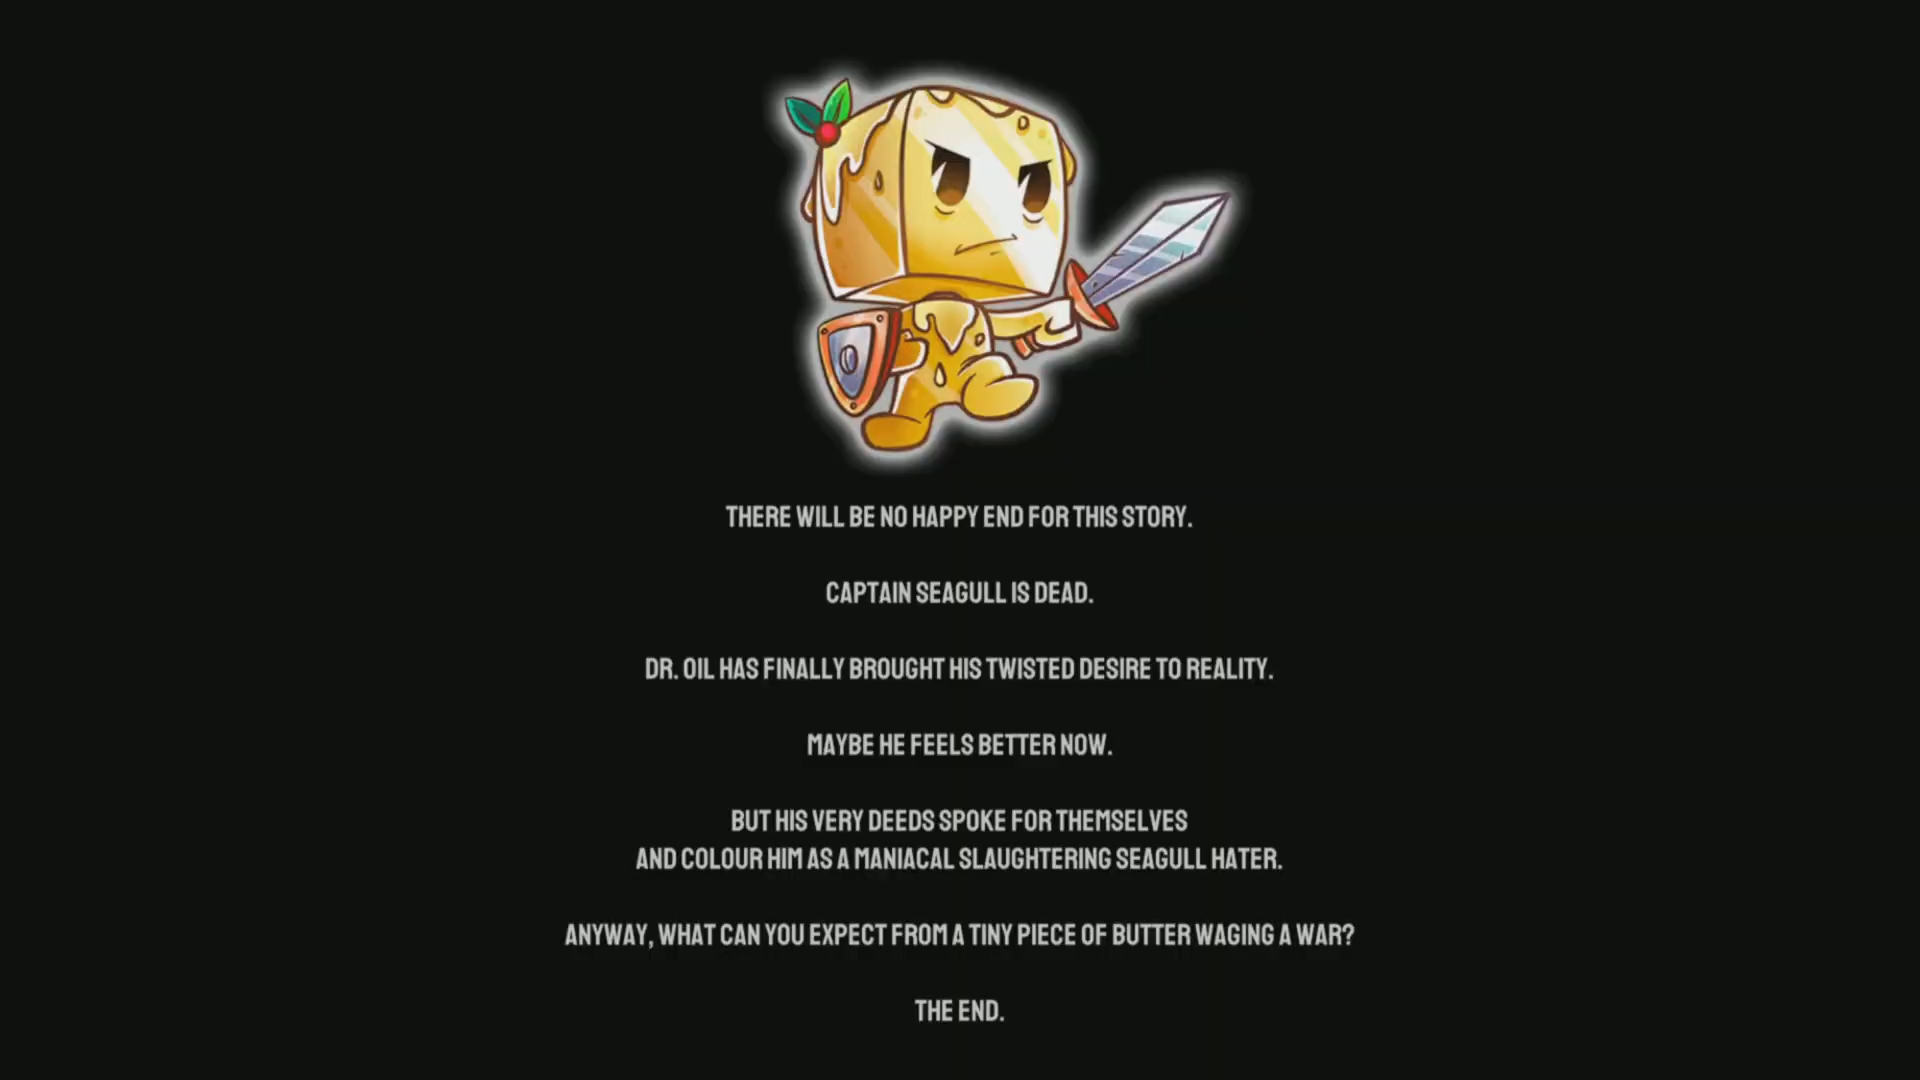 THERE WILL BE NO HAPPY END FOR THIS STORY.
CAPTAIN SEAGULL IS DEAD.
DR. OIL HAS FINALLY BROUGHT HIS TWISTED DESIRE TO REALITY.
MAYBE HE FEELS BETTER NOW.
BUT HIS VERY DEEDS SPOKE FOR THEMSELVES
AND COLOUR HIM AS A MANIACAL SLAUGHTERING SEAGULL HATER.
ANYWAY, WHAT CAN YOU EXPECT FROM A TINY PIECE OF BUTTER WAGING A WAR?
THE END.